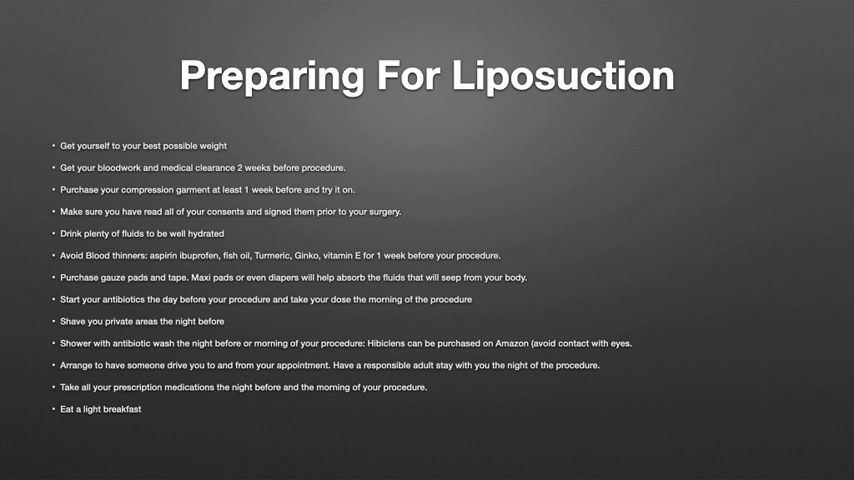 Preparing For Liposuction
• Get yourself to your best possible weight
• Get your bloodwork and medical clearance 2 weeks before procedure.
• Purchase your compression garment at least 1 week before and try it on.
• Make sure you have read all of your consents and signed them prior to your surgery.
• Drink plenty of fluids to be well hydrated
• Avoid Blood thinners: aspirin ibuprofen, fish oil, Turmeric, Ginko, vitamin E for 1 week before your procedure.
• Purchase gauze pads and tape. Maxi pads or even diapers will help absorb the fluids that will seep from your body.
• Start your antibiotics the day before your procedure and take your dose the morning of the procedure
• Shave you private areas the night before
• Shower with antibiotic wash the night before or morning of your procedure: Hibiclens can be purchased on Amazon (avoid contact with eyes.
• Arrange to have someone drive you to and from your appointment. Have a responsible adult stay with you the night of the procedure.
• Take all your prescription medications the night before and the morning of your procedure.
• Eat a light breakfast